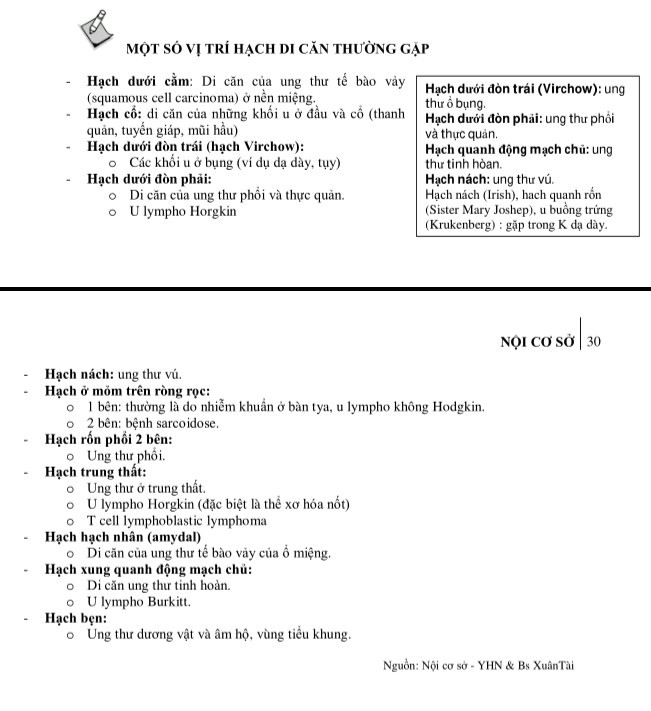 MỘT SỐ VỊ TRÍ HẠCH DI CĂN THƯỜNG GẶP
- Hạch dưới cằm: Di căn của ung thư tế bào vảy
(squamous cell carcinoma) ở nền miệng.
- Hạch cổ: di căn của những khối u ở đầu và cổ (thanh
quản, tuyến giáp, mũi hầu)
- Hạch dưới đòn trái (hạch Virchow):
o Các khối u ở bụng (ví dụ dạ dày, tụy)
- Hạch dưới đòn phải:
o Di căn của ung thư phổi và thực quản.
o U lympho Horgkin
Hạch dưới đòn trái (Virchow): ung
thư ổ bụng.
Hạch dưới đòn phải: ung thư phổi
và thực quản.
Hạch quanh động mạch chủ: ung
thư tinh hoàn.
Hạch nách: ung thư vú.
Hạch nách (Irish), hach quanh rốn
(Sister Mary Joshep), u buồng trứng
(Krukenberg) : gặp trong K dạ dày.
NỘI CƠ SỞ 30
- Hạch nách: ung thư vú.
- Hạch ở mỏm trên ròng rọc:
o 1 bên: thường là do nhiễm khuẩn ở bàn tya, u lympho không Hodgkin.
o 2 bên: bệnh sarcoidose.
- Hạch rốn phổi 2 bên:
o Ung thư phổi.
- Hạch trung thất:
o Ung thư ở trung thất.
o U lympho Horgkin (đặc biệt là thể xơ hóa nốt)
o T cell lymphoblastic lymphoma
- Hạch hạch nhân (amydal)
o Di căn của ung thư tế bào vảy của ổ miệng.
- Hạch xung quanh động mạch chủ:
o Di căn ung thư tinh hoàn.
o U lympho Burkitt.
- Hạch bẹn:
o Ung thư dương vật và âm hộ, vùng tiểu khung.
Nguồn: Nội cơ sở - YHN & Bs XuânTài